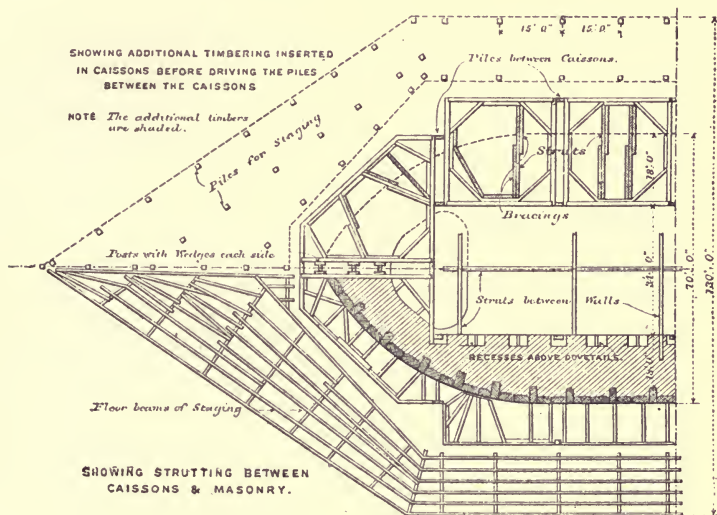 SHOWING ADDITIONAL TIMBERING INSERTED
IN CAISSONS BEFORE DRIVING THE PILES
BETWEEN THE CAISSONS
NOTE The additional timbers
are shaded.
15'. 0" 15'. 0"
Piles between Caissons.
Piles for Staging
Struts
Bracings
18'. 0"
Posts with Wedges each side
Struts between Walls
70'. 0"
120'. 0"
RECESSES ABOVE DOVETAILS.
Floor beams of Staging
SHOWING STRUTTING BETWEEN
CAISSONS & MASONRY.